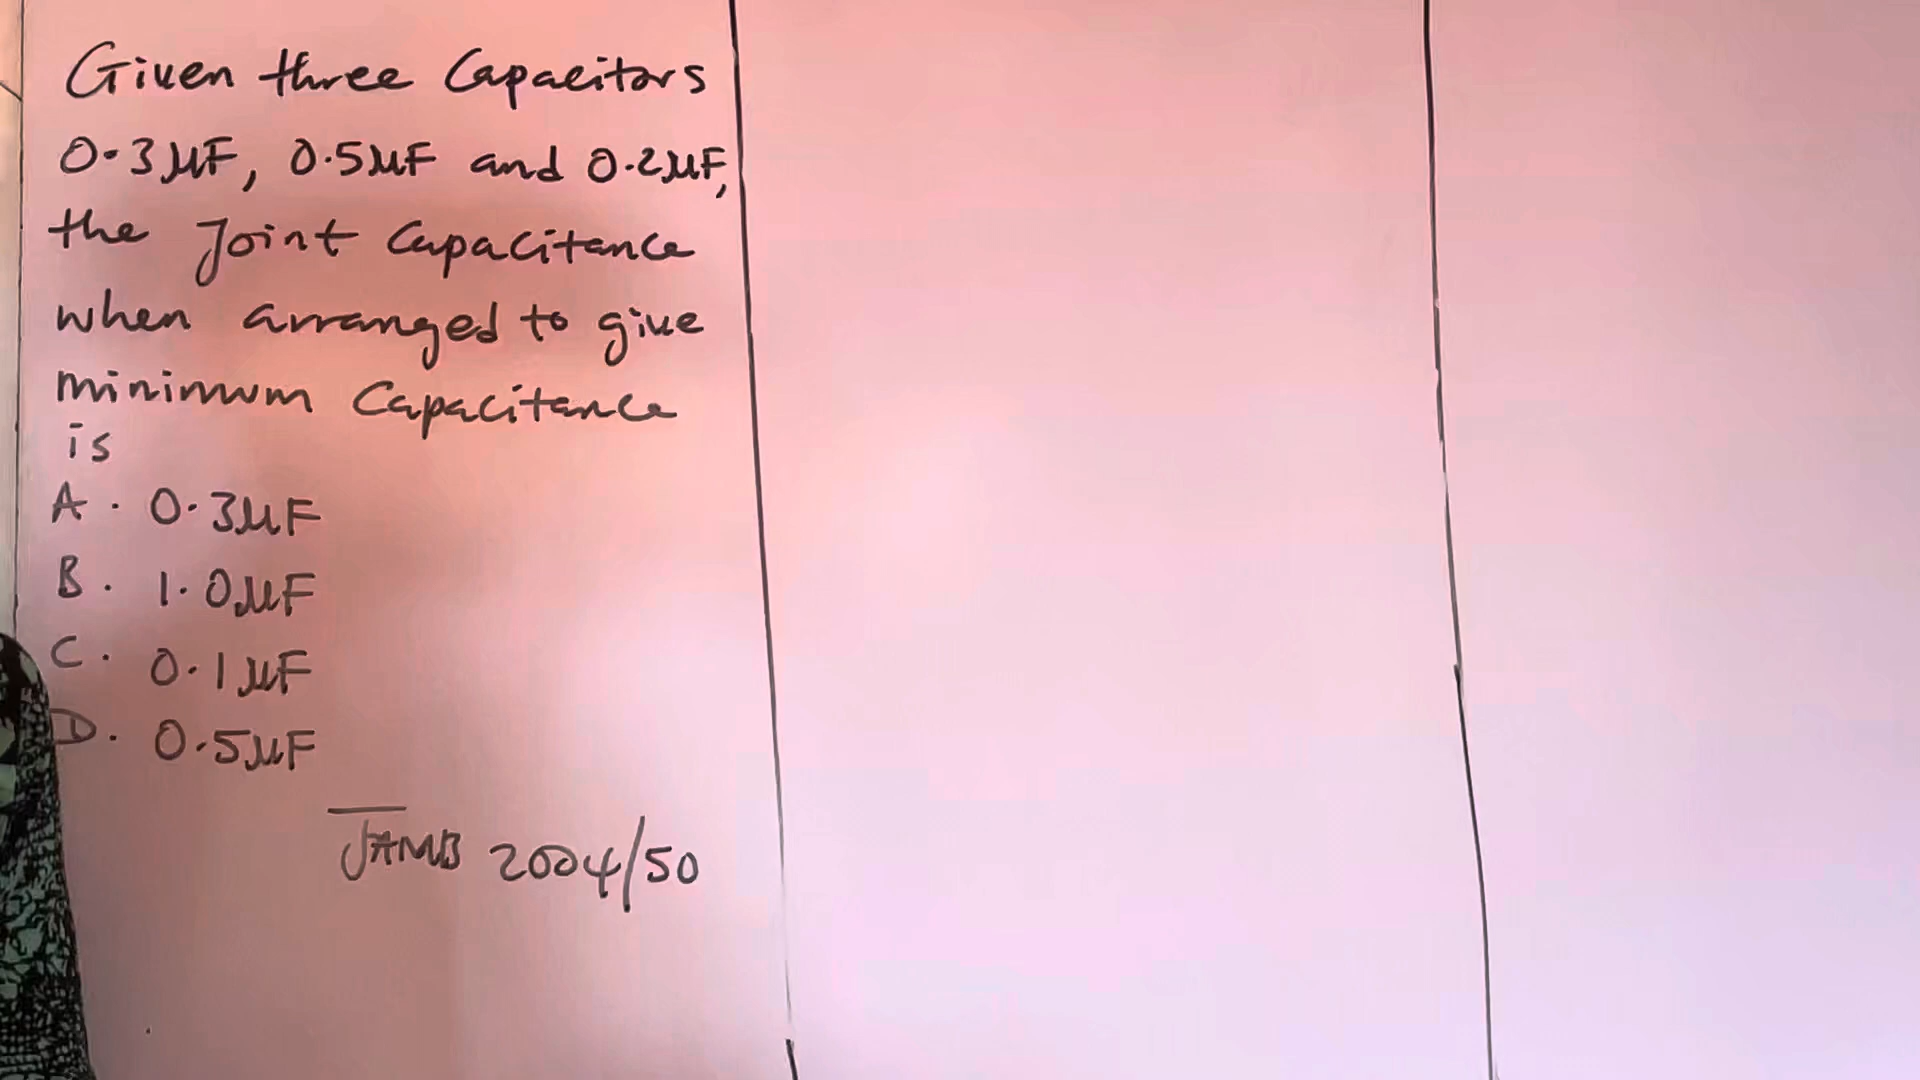 Given three Capacitors
0.3μF, 0.5μF and 0.2μF,
the Joint Capacitance
when arranged to give
minimum Capacitance
is
A. 0.3μF
B. 1.0μF
C. 0.1μF
D. 0.5μF
JAMB 2004/50